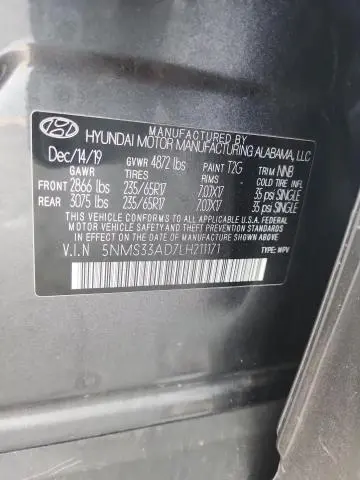 MANUFACTURED BY
HYUNDAI MOTOR MANUFACTURING ALABAMA, LLC
Dec/14/19 GVWR 4872 lbs PAINT T2G TRIM NNB
GAWR TIRES RIMS COLD TIRE INFL
FRONT 2866 lbs 235/65R17 7.0JX17 35 psi SINGLE
REAR 3075 lbs 235/65R17 7.0JX17 35 psi SINGLE
THIS VEHICLE CONFORMS TO ALL APPLICABLE U.S.A FEDERAL
MOTOR VEHICLE SAFETY, BUMPER, AND THEFT PREVENTION
STANDARDS IN EFFECT ON THE DATE OF MANUFACTURE SHOWN ABOVE.
V.I.N 5NMS33AD7LH211171 TYPE: MPV